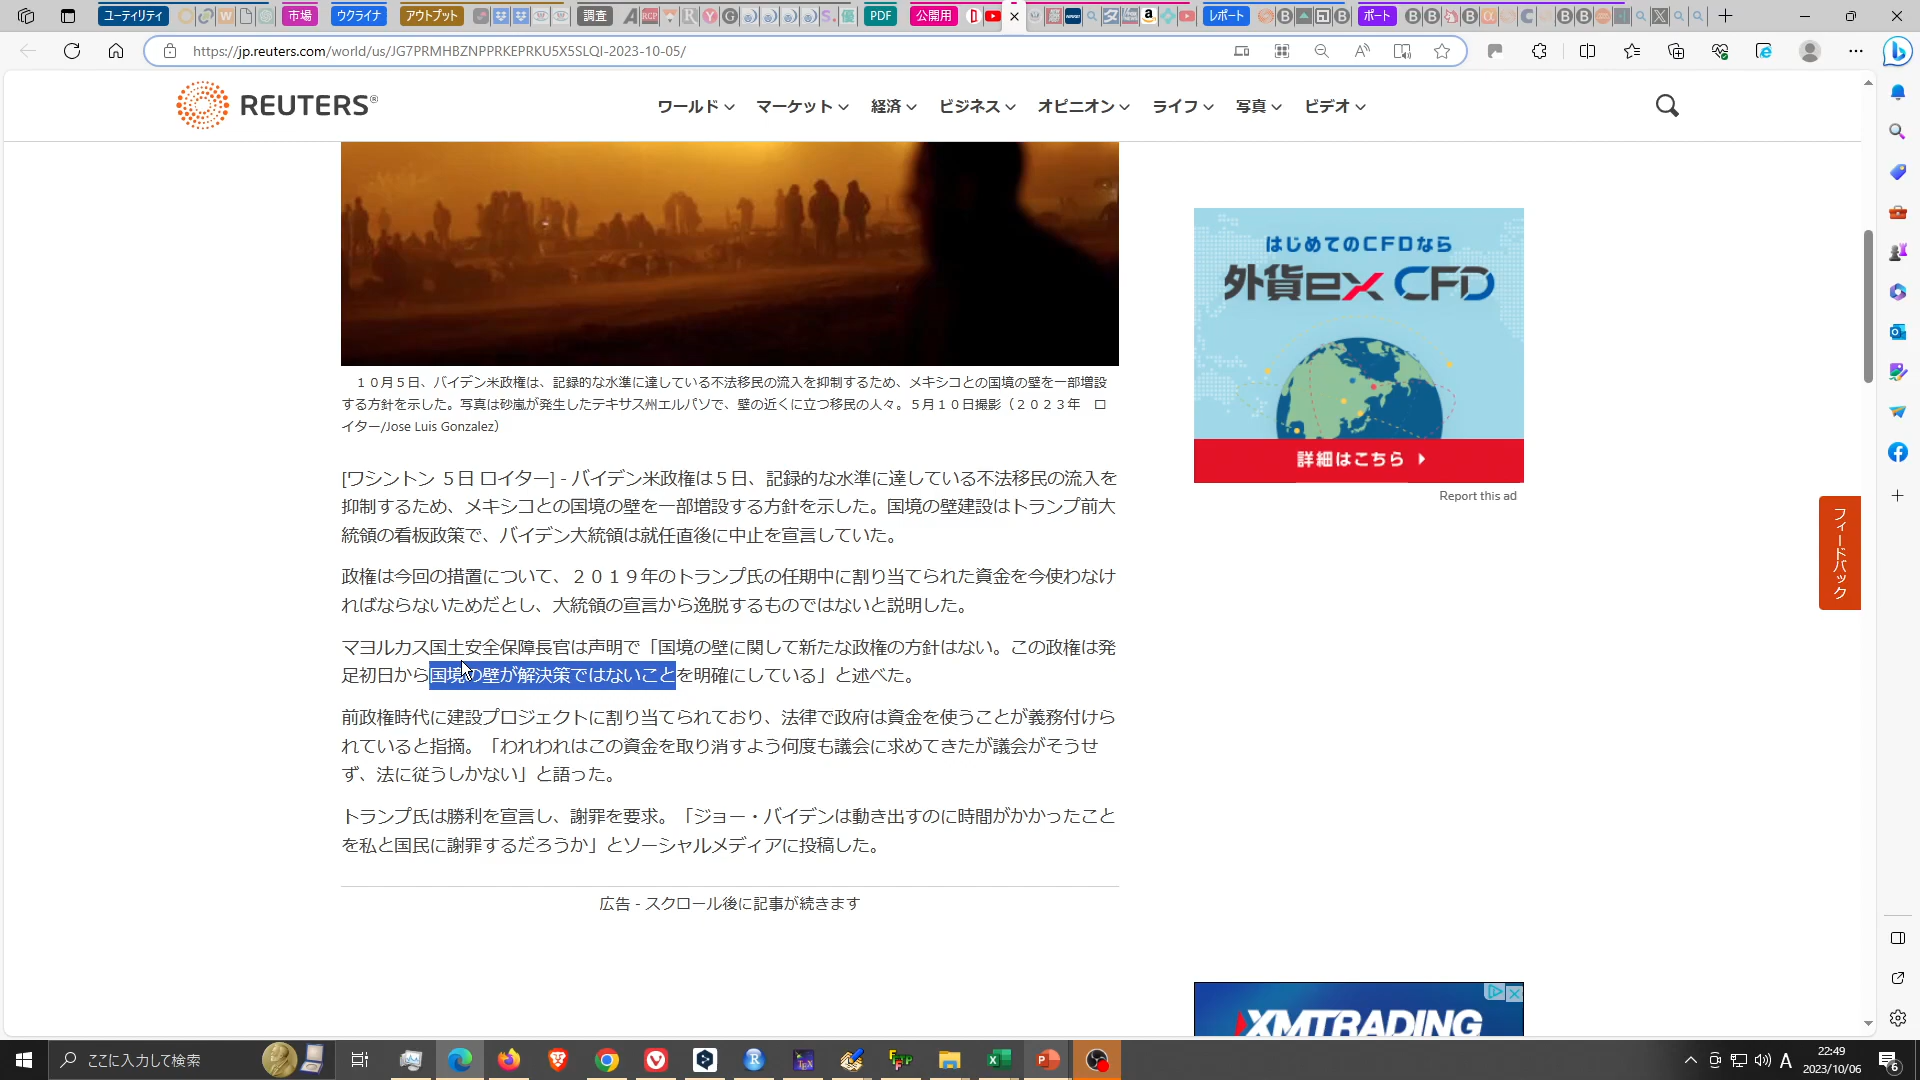 ユーティリティ 市場 ウクライナ アウトプット 調査 PDF 公開用 レポート ポート
https://jp.reuters.com/world/us/JG7PRMHBZNPPRKEPRKU5X5SLQI-2023-10-05/
REUTERS®
ワールド マーケット 経済 ビジネス オピニオン ライフ 写真 ビデオ
１０月５日、バイデン米政権は、記録的な水準に達している不法移民の流入を抑制するため、メキシコとの国境の壁を一部増設
する方針を示した。写真は砂嵐が発生したテキサス州エルパソで、壁の近くに立つ移民の人々。５月１０日撮影（２０２３年　ロ
イター/Jose Luis Gonzalez）
[ワシントン ５日 ロイター] - バイデン米政権は５日、記録的な水準に達している不法移民の流入を
抑制するため、メキシコとの国境の壁を一部増設する方針を示した。国境の壁建設はトランプ前大
統領の看板政策で、バイデン大統領は就任直後に中止を宣言していた。
政権は今回の措置について、２０１９年のトランプ氏の任期中に割り当てられた資金を今使わなけ
ればならないためだとし、大統領の宣言から逸脱するものではないと説明した。
マヨルカス国土安全保障長官は声明で「国境の壁に関して新たな政権の方針はない。この政権は発
足初日から国境の壁が解決策ではないことを明確にしている」と述べた。
前政権時代に建設プロジェクトに割り当てられており、法律で政府は資金を使うことが義務付けら
れていると指摘。「われわれはこの資金を取り消すよう何度も議会に求めてきたが議会がそうせ
ず、法に従うしかない」と語った。
トランプ氏は勝利を宣言し、謝罪を要求。「ジョー・バイデンは動き出すのに時間がかかったこと
を私と国民に謝罪するだろうか」とソーシャルメディアに投稿した。
広告 - スクロール後に記事が続きます
はじめてのCFDなら
外貨ex CFD
詳細はこちら
Report this ad
フィードバック
XMTRADING
ここに入力して検索
A
22:49
2023/10/06
6